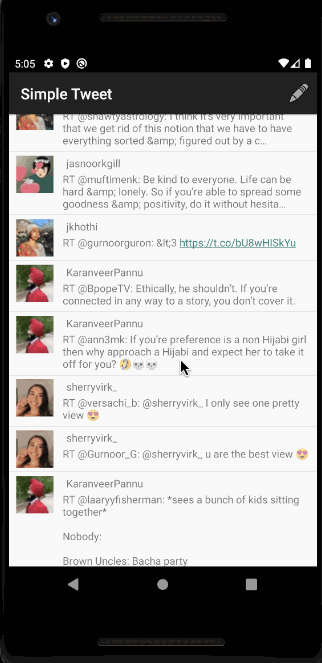 5:05
Simple Tweet
RT @shawtyastrology: I think it's very important
that we get rid of this notion that we have to have
everything sorted &amp; figured out by a c...
jasnoorkgill
RT @muftimenk: Be kind to everyone. Life can be
hard &amp; lonely. So if you're able to spread some
goodness &amp; positivity, do it without hesita...
jkhothi
RT @gurnoorguron: &lt;3 https://t.co/bU8wHISkYu
KaranveerPannu
RT @BpopeTV: Ethically, he shouldn't. If you're
connected in any way to a story, you don't cover it.
KaranveerPannu
RT @ann3mk: If you're preference is a non Hijabi girl
then why approach a Hijabi and expect her to take it
off for you? 🤣💀💀
sherryvirk_
RT @versachi_b: @sherryvirk_ I only see one pretty
view 😍
sherryvirk_
RT @Gurnoor_G: @sherryvirk_ u are the best view 😍
KaranveerPannu
RT @laaryyfisherman: *sees a bunch of kids sitting
together*
Nobody:
Brown Uncles: Bacha party